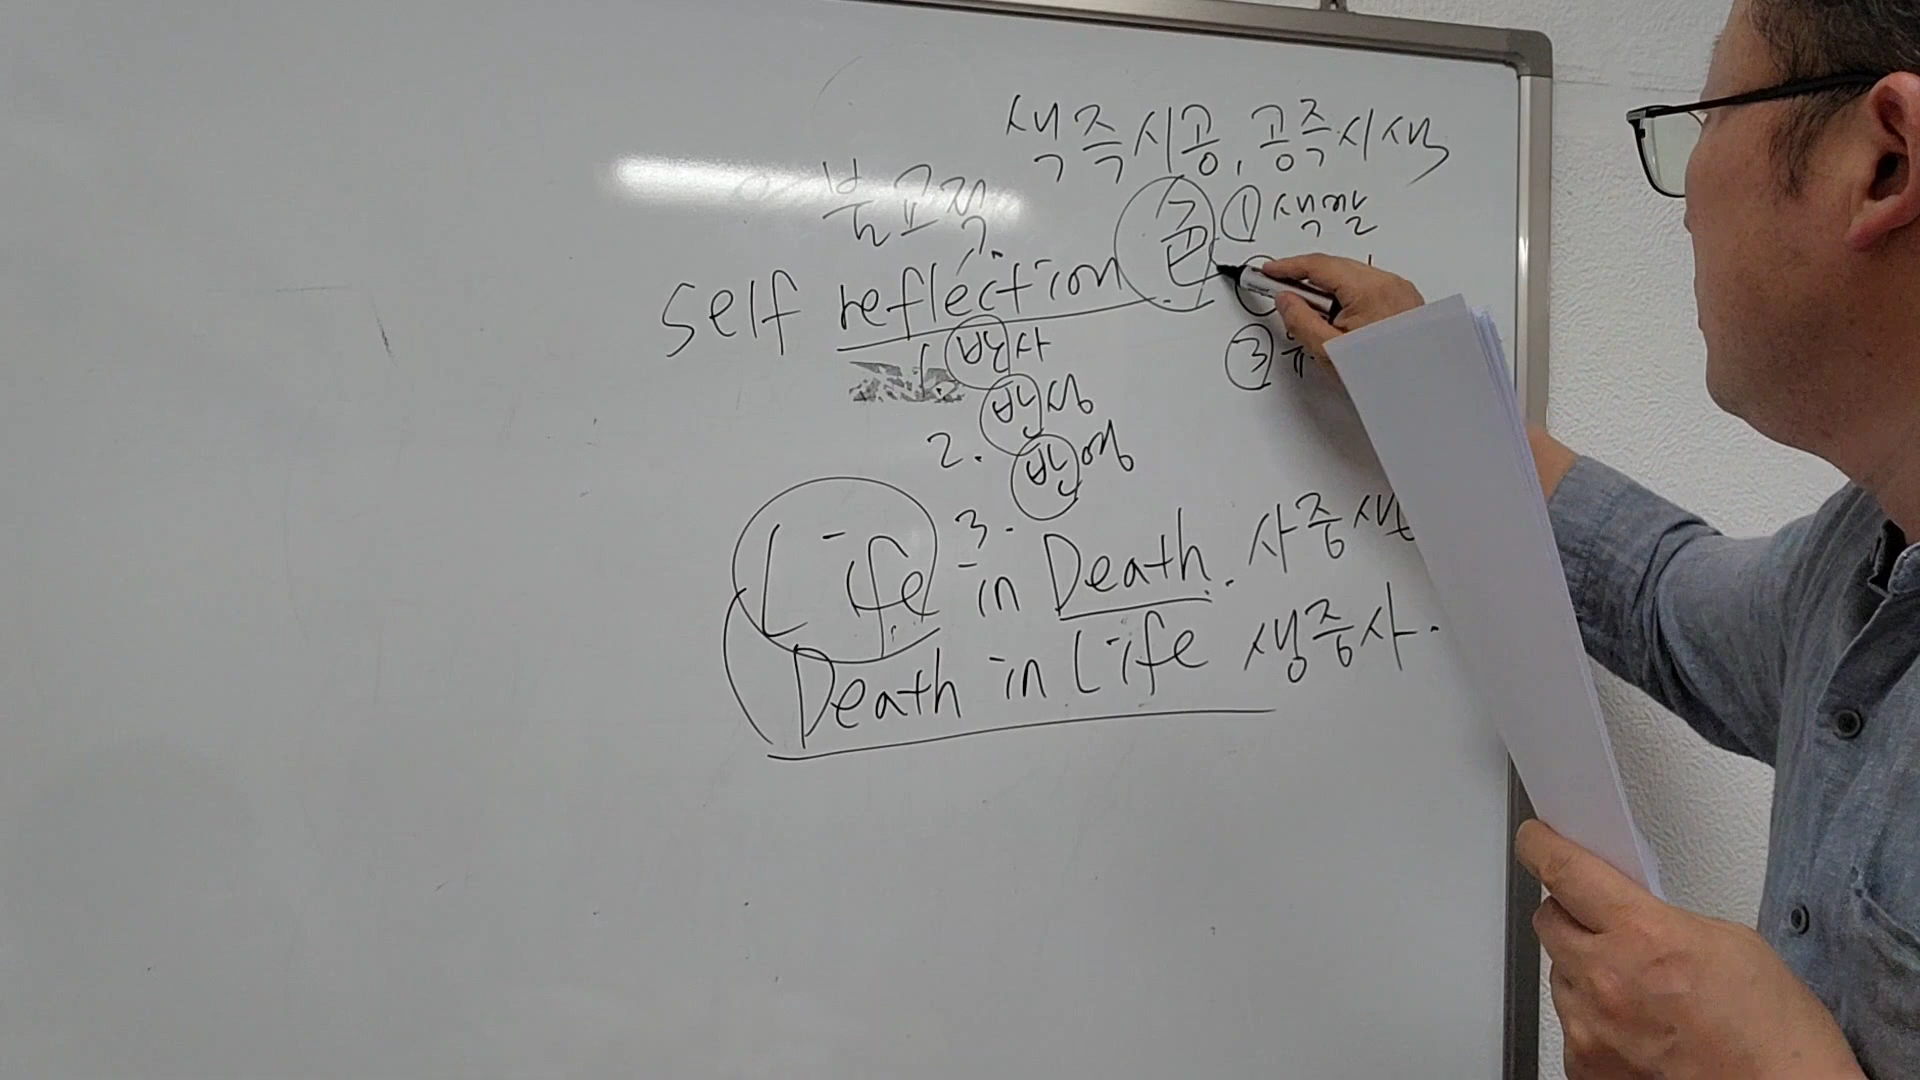 색즉시공, 공즉시색
불교적
色 ① 색깔
self reflection
③
1. 반사
반성
2. 반영
3.
Life in Death. 사중생
Death in Life 생중사.